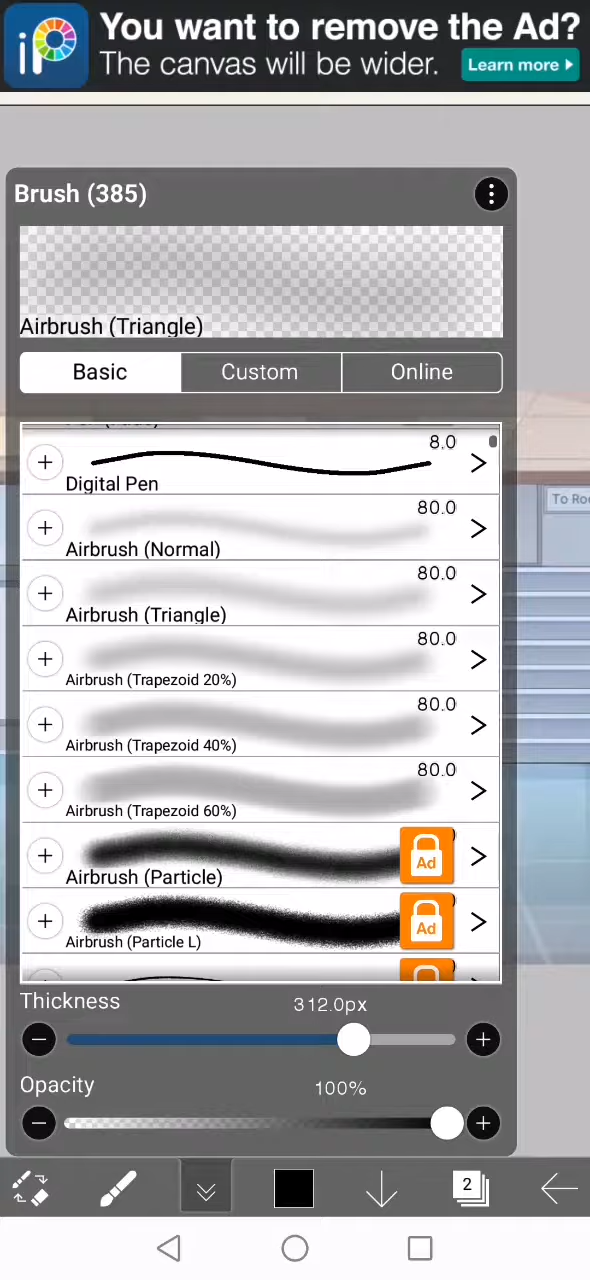 You want to remove the Ad?
The canvas will be wider.
Learn more
iP
Brush (385)
Airbrush (Triangle)
Basic
Custom
Online
8.0
Digital Pen
80.0
Airbrush (Normal)
80.0
Airbrush (Triangle)
80.0
Airbrush (Trapezoid 20%)
80.0
Airbrush (Trapezoid 40%)
80.0
Airbrush (Trapezoid 60%)
Ad
Airbrush (Particle)
Ad
Airbrush (Particle L)
To Roo
Thickness
312.0px
Opacity
100%
2